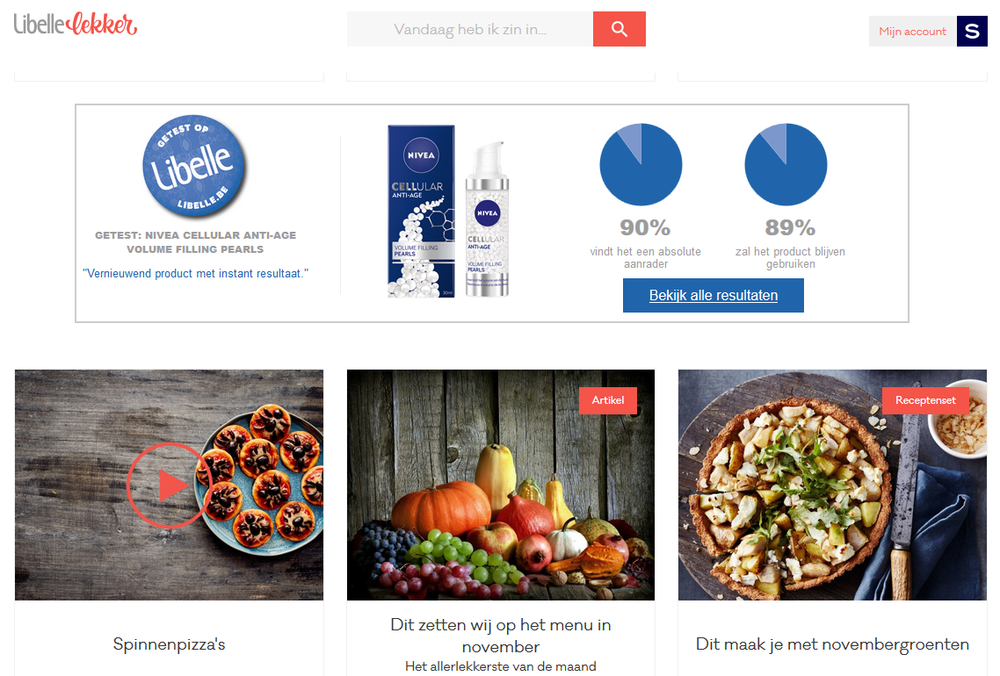 Libelle lekker
Vandaag heb ik zin in...
Mijn account
S
GETEST OP
Libelle
LIBELLE.BE
GETEST: NIVEA CELLULAR ANTI-AGE
VOLUME FILLING PEARLS
"Vernieuwend product met instant resultaat."
NIVEA
CELLULAR
ANTI-AGE
VOLUME FILLING
PEARLS
30ml
NIVEA
CELLULAR
ANTI-AGE
VOLUME FILLING
PEARLS
90%
vindt het een absolute
aanrader
89%
zal het product blijven
gebruiken
Bekijk alle resultaten
Artikel
Receptenset
Spinnenpizza's
Dit zetten wij op het menu in
november
Het allerlekkerste van de maand
Dit maak je met novembergroenten